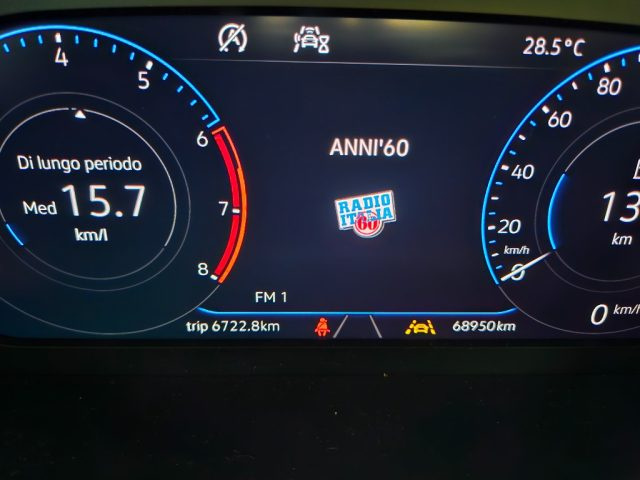 28.5°C
4
5
6
7
8
Di lungo periodo
Med 15.7
km/l
ANNI'60
RADIO
ITALIA
60
FM 1
80
60
40
20
km/h
0
13
km
0 km/h
trip 6722.8km
68950km